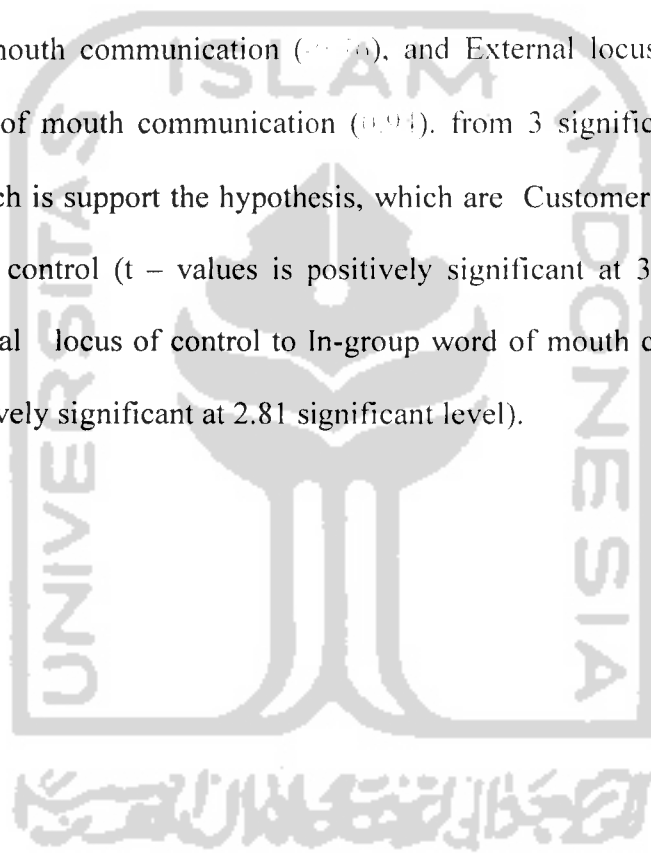 mouth communication ( ), and External locus
ISLAM
of mouth communication (0.94). from 3 signific
ch is support the hypothesis, which are Customer
control (t – values is positively significant at 3
al locus of control to In-group word of mouth c
vely significant at 2.81 significant level).
UNIVERSITAS
INDONESIA